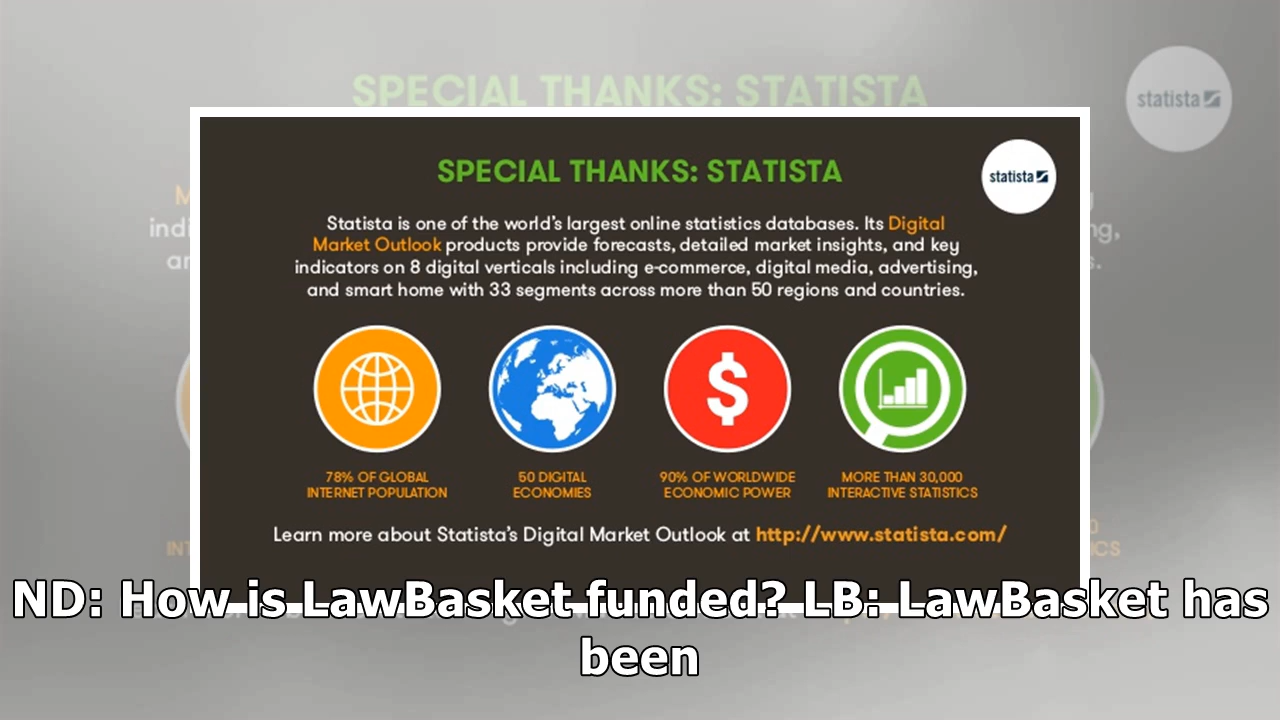 SPECIAL THANKS: STATISTA
statista
SPECIAL THANKS: STATISTA
statista
Statista is one of the world's largest online statistics databases. Its Digital
Market Outlook products provide forecasts, detailed market insights, and key
indicators on 8 digital verticals including e-commerce, digital media, advertising,
and smart home with 33 segments across more than 50 regions and countries.
78% OF GLOBAL
INTERNET POPULATION
50 DIGITAL
ECONOMIES
90% OF WORLDWIDE
ECONOMIC POWER
MORE THAN 30,000
INTERACTIVE STATISTICS
Learn more about Statista's Digital Market Outlook at http://www.statista.com/
ND: How is LawBasket funded? LB: LawBasket has
been